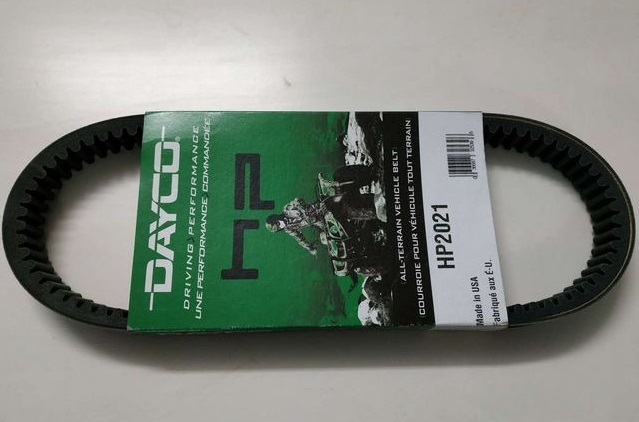 DAYCO®
DRIVING PERFORMANCE
UNE PERFORMANCE COMMANDÉE
HP
ALL-TERRAIN VEHICLE BELT
COURROIE POUR VÉHICULE TOUT TERRAIN
HP2021
Made in USA
Fabriqué aux É-U.